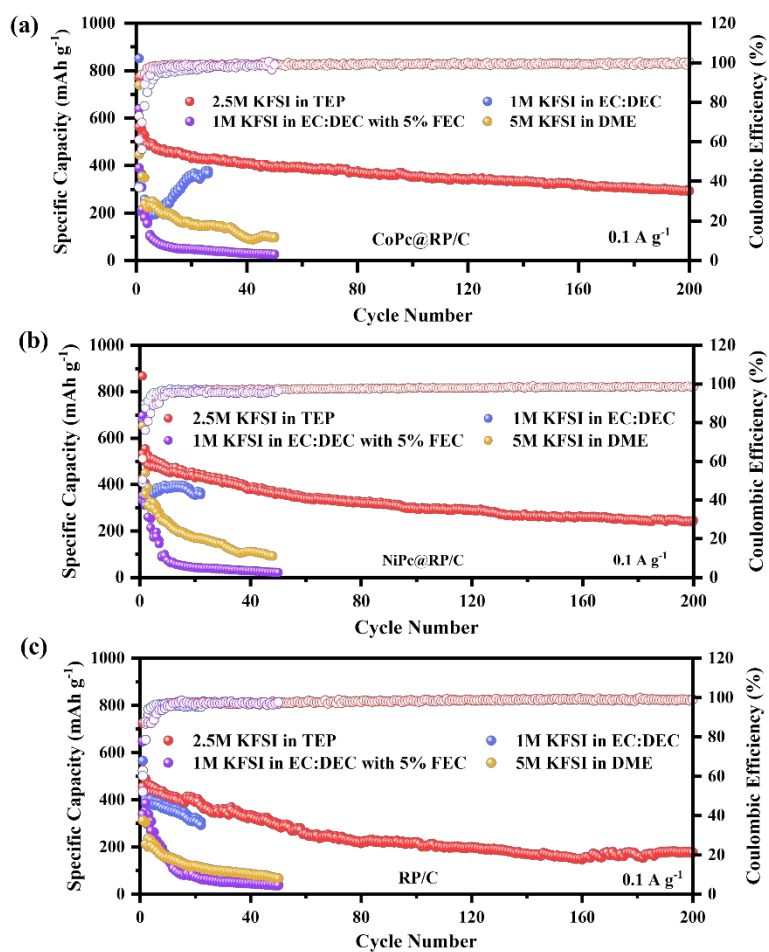 (a)
1000
800
600
400
200
0
Specific Capacity (mAh g⁻¹)
120
100
80
60
40
20
0
Coulombic Efficiency (%)
2.5M KFSI in TEP
1M KFSI in EC:DEC
1M KFSI in EC:DEC with 5% FEC
5M KFSI in DME
CoPc@RP/C
0.1 A g⁻¹
0 40 80 120 160 200
Cycle Number
(b)
1000
800
600
400
200
0
Specific Capacity (mAh g⁻¹)
120
100
80
60
40
20
0
Coulombic Efficiency (%)
2.5M KFSI in TEP
1M KFSI in EC:DEC
1M KFSI in EC:DEC with 5% FEC
5M KFSI in DME
NiPc@RP/C
0.1 A g⁻¹
0 40 80 120 160 200
Cycle Number
(c)
1000
800
600
400
200
0
Specific Capacity (mAh g⁻¹)
120
100
80
60
40
20
0
Coulombic Efficiency (%)
2.5M KFSI in TEP
1M KFSI in EC:DEC
1M KFSI in EC:DEC with 5% FEC
5M KFSI in DME
RP/C
0.1 A g⁻¹
0 40 80 120 160 200
Cycle Number